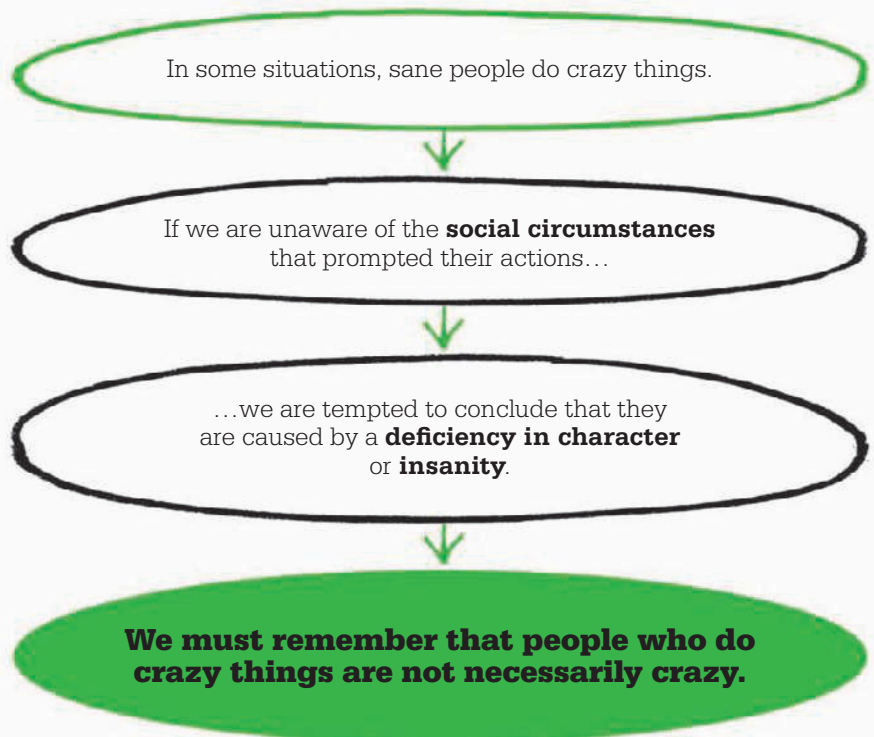 In some situations, sane people do crazy things.
If we are unaware of the social circumstances
that prompted their actions…
…we are tempted to conclude that they
are caused by a deficiency in character
or insanity.
We must remember that people who do
crazy things are not necessarily crazy.